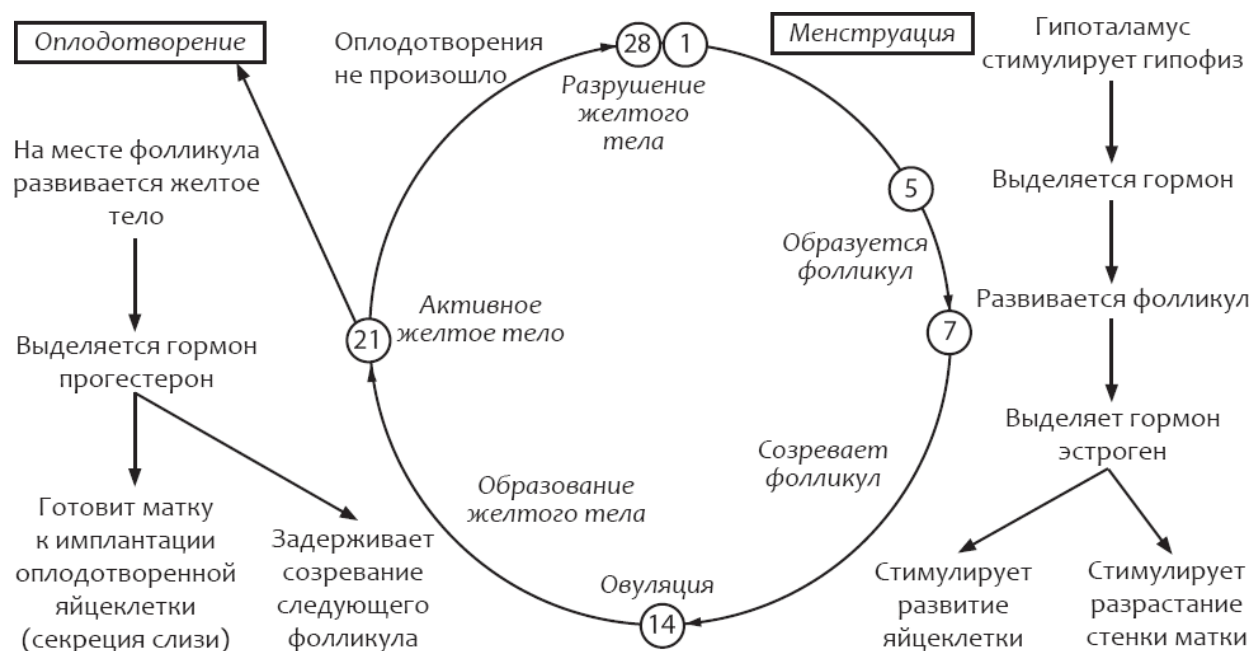 Оплодотворение
На месте фолликула
развивается желтое
тело
Выделяется гормон
прогестерон
Готовит матку
к имплантации
оплодотворенной
яйцеклетки
(секреция слизи)
Задерживает
созревание
следующего
фолликула
Оплодотворения
не произошло
28
1
Разрушение
желтого
тела
Менструация
5
Образуется
фолликул
7
Созревает
фолликул
14
Овуляция
Образование
желтого тела
21
Активное
желтое тело
Гипоталамус
стимулирует гипофиз
Выделяется гормон
Развивается фолликул
Выделяет гормон
эстроген
Стимулирует
развитие
яйцеклетки
Стимулирует
разрастание
стенки матки